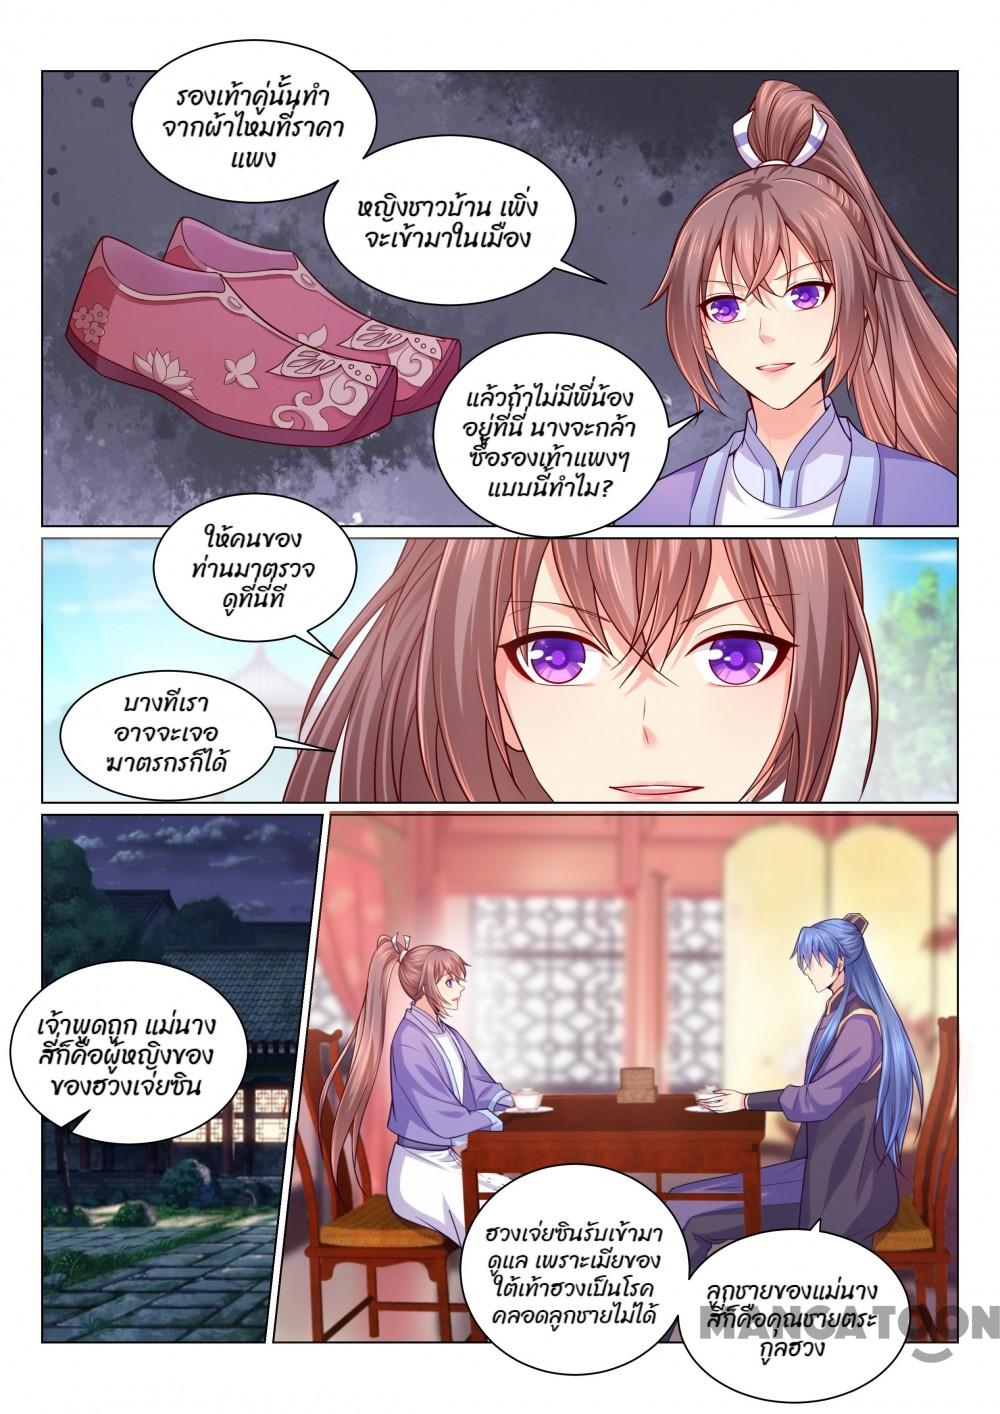 รองเท้าคู่นั้นทำ
จากผ้าไหมที่ราคา
แพง
หญิงชาวบ้าน เพิ่ง
จะเข้ามาในเมือง
แล้วถ้าไม่มีพี่น้อง
อยู่ที่นี่ นางจะกล้า
ซื้อรองเท้าแพงๆ
แบบนี้ทำไม?
ให้คนของ
ท่านมาตรวจ
ดูที่นี่ที
บางทีเรา
อาจจะเจอ
ฆาตรกรก็ได้
เจ้าพูดถูก แม่นาง
สี่ก็คือผู้หญิงของ
ของฮวงเจ่ยซิน
ฮวงเจ่ยซินรับเข้ามา
ดูแล เพราะเมียของ
ใต้เท้าฮวงเป็นโรค
คลอดลูกชายไม่ได้
ลูกชายของแม่นาง
สี่ก็คือคุณชายตระ
กูลฮวง
MANGATOON